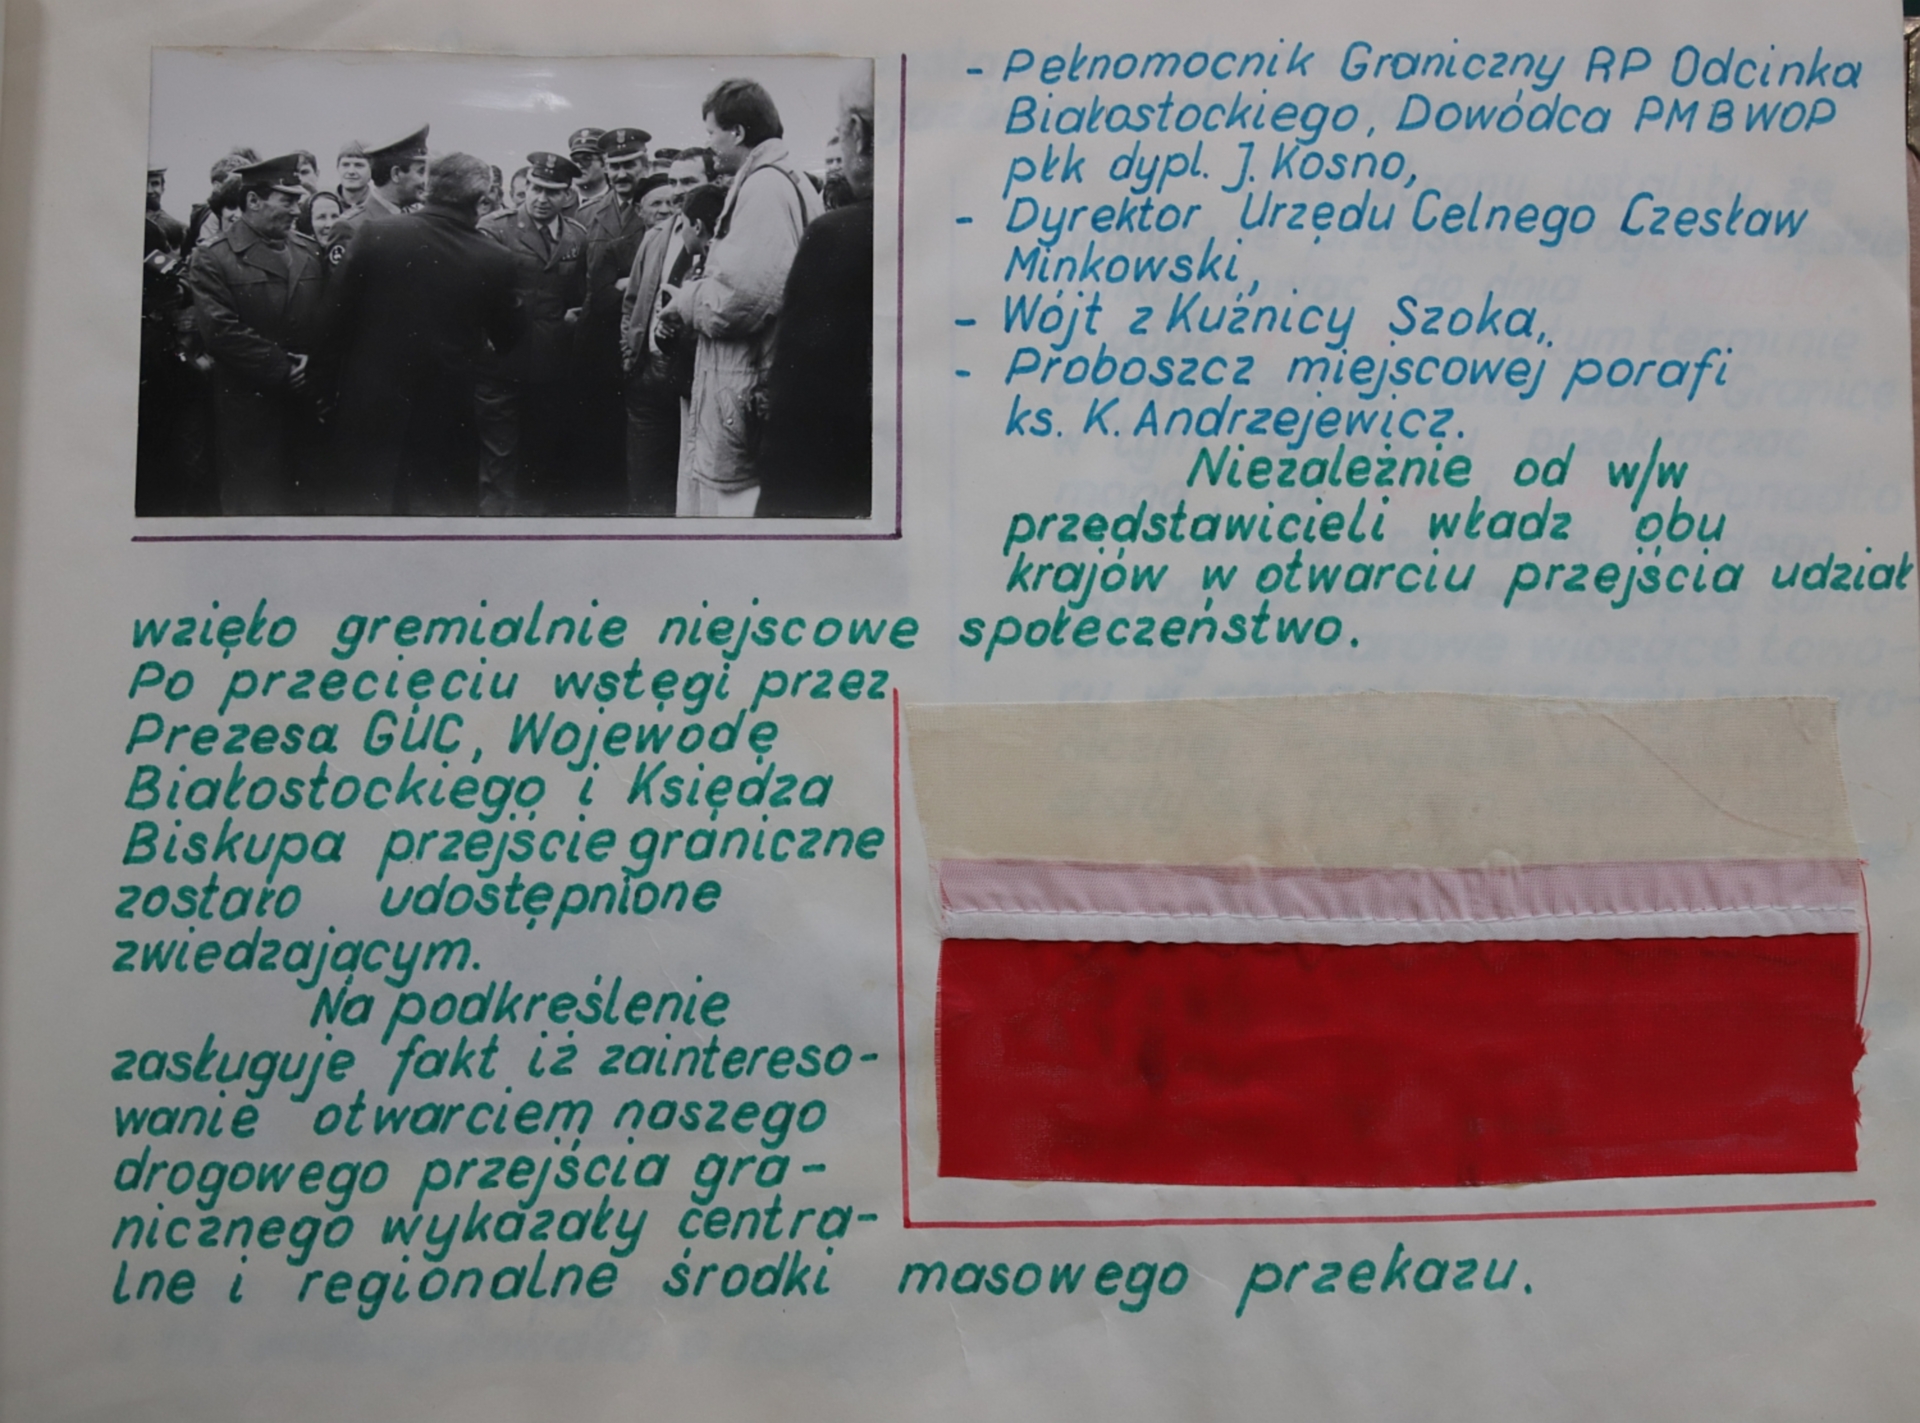 - Pełnomocnik Graniczny RP Odcinka
Białostockiego, Dowódca PMBWOP
płk dypl. J. Kosno,
- Dyrektor Urzędu Celnego Czesław
Minkowski,
- Wójt z Kuźnicy Szoka,
- Proboszcz miejscowej porafi
ks. K. Andrzejewicz.
Niezależnie od w/w
przedstawicieli władz obu
krajów w otwarciu przejścia udział
wzięło gremialnie niejscowe społeczeństwo.
Po przecięciu wstęgi przez
Prezesa GUC, Wojewodę
Białostockiego i Księdza
Biskupa przejście graniczne
zostało udostępnione
zwiedzającym.
Na podkreślenie
zasługuje fakt iż zaintereso-
wanie otwarciem naszego
drogowego przejścia gra-
nicznego wykazały centra-
lne i regionalne środki masowego przekazu.